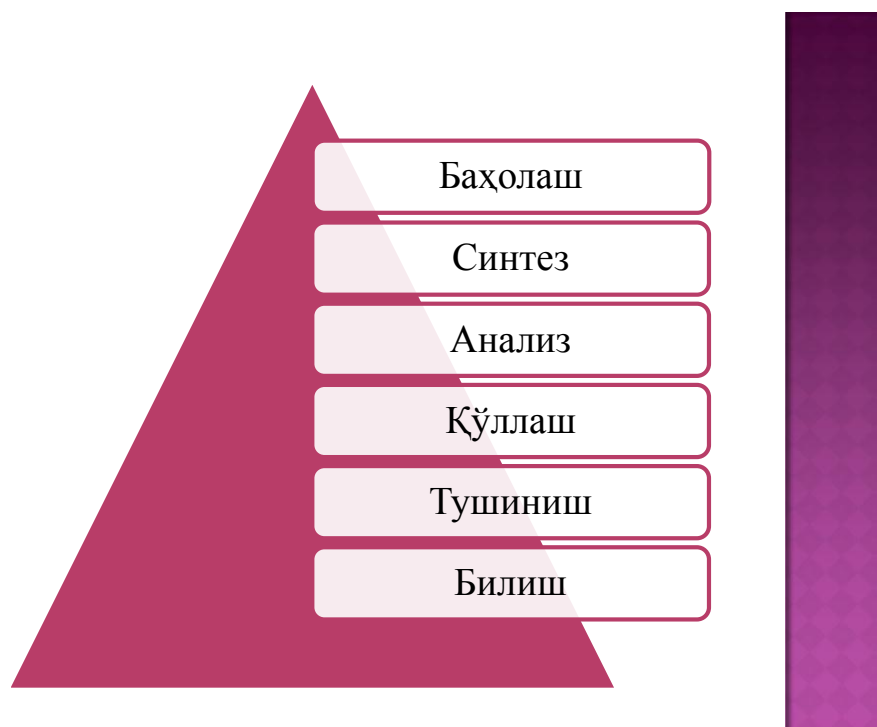 Баҳолаш
Синтез
Анализ
Қўллаш
Тушиниш
Билиш